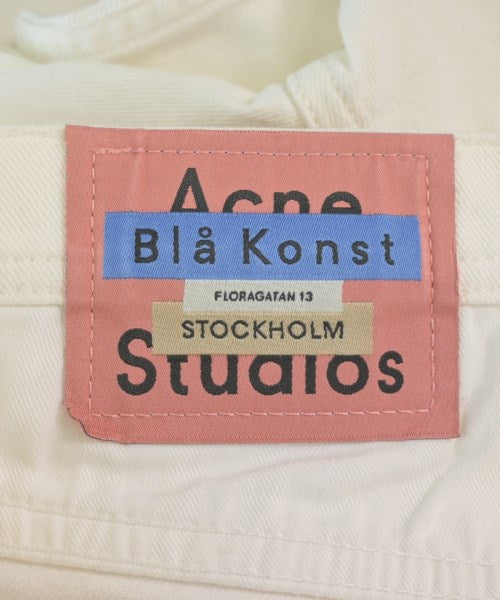 Acne
Blå Konst
FLORAGATAN 13
STOCKHOLM
Studios